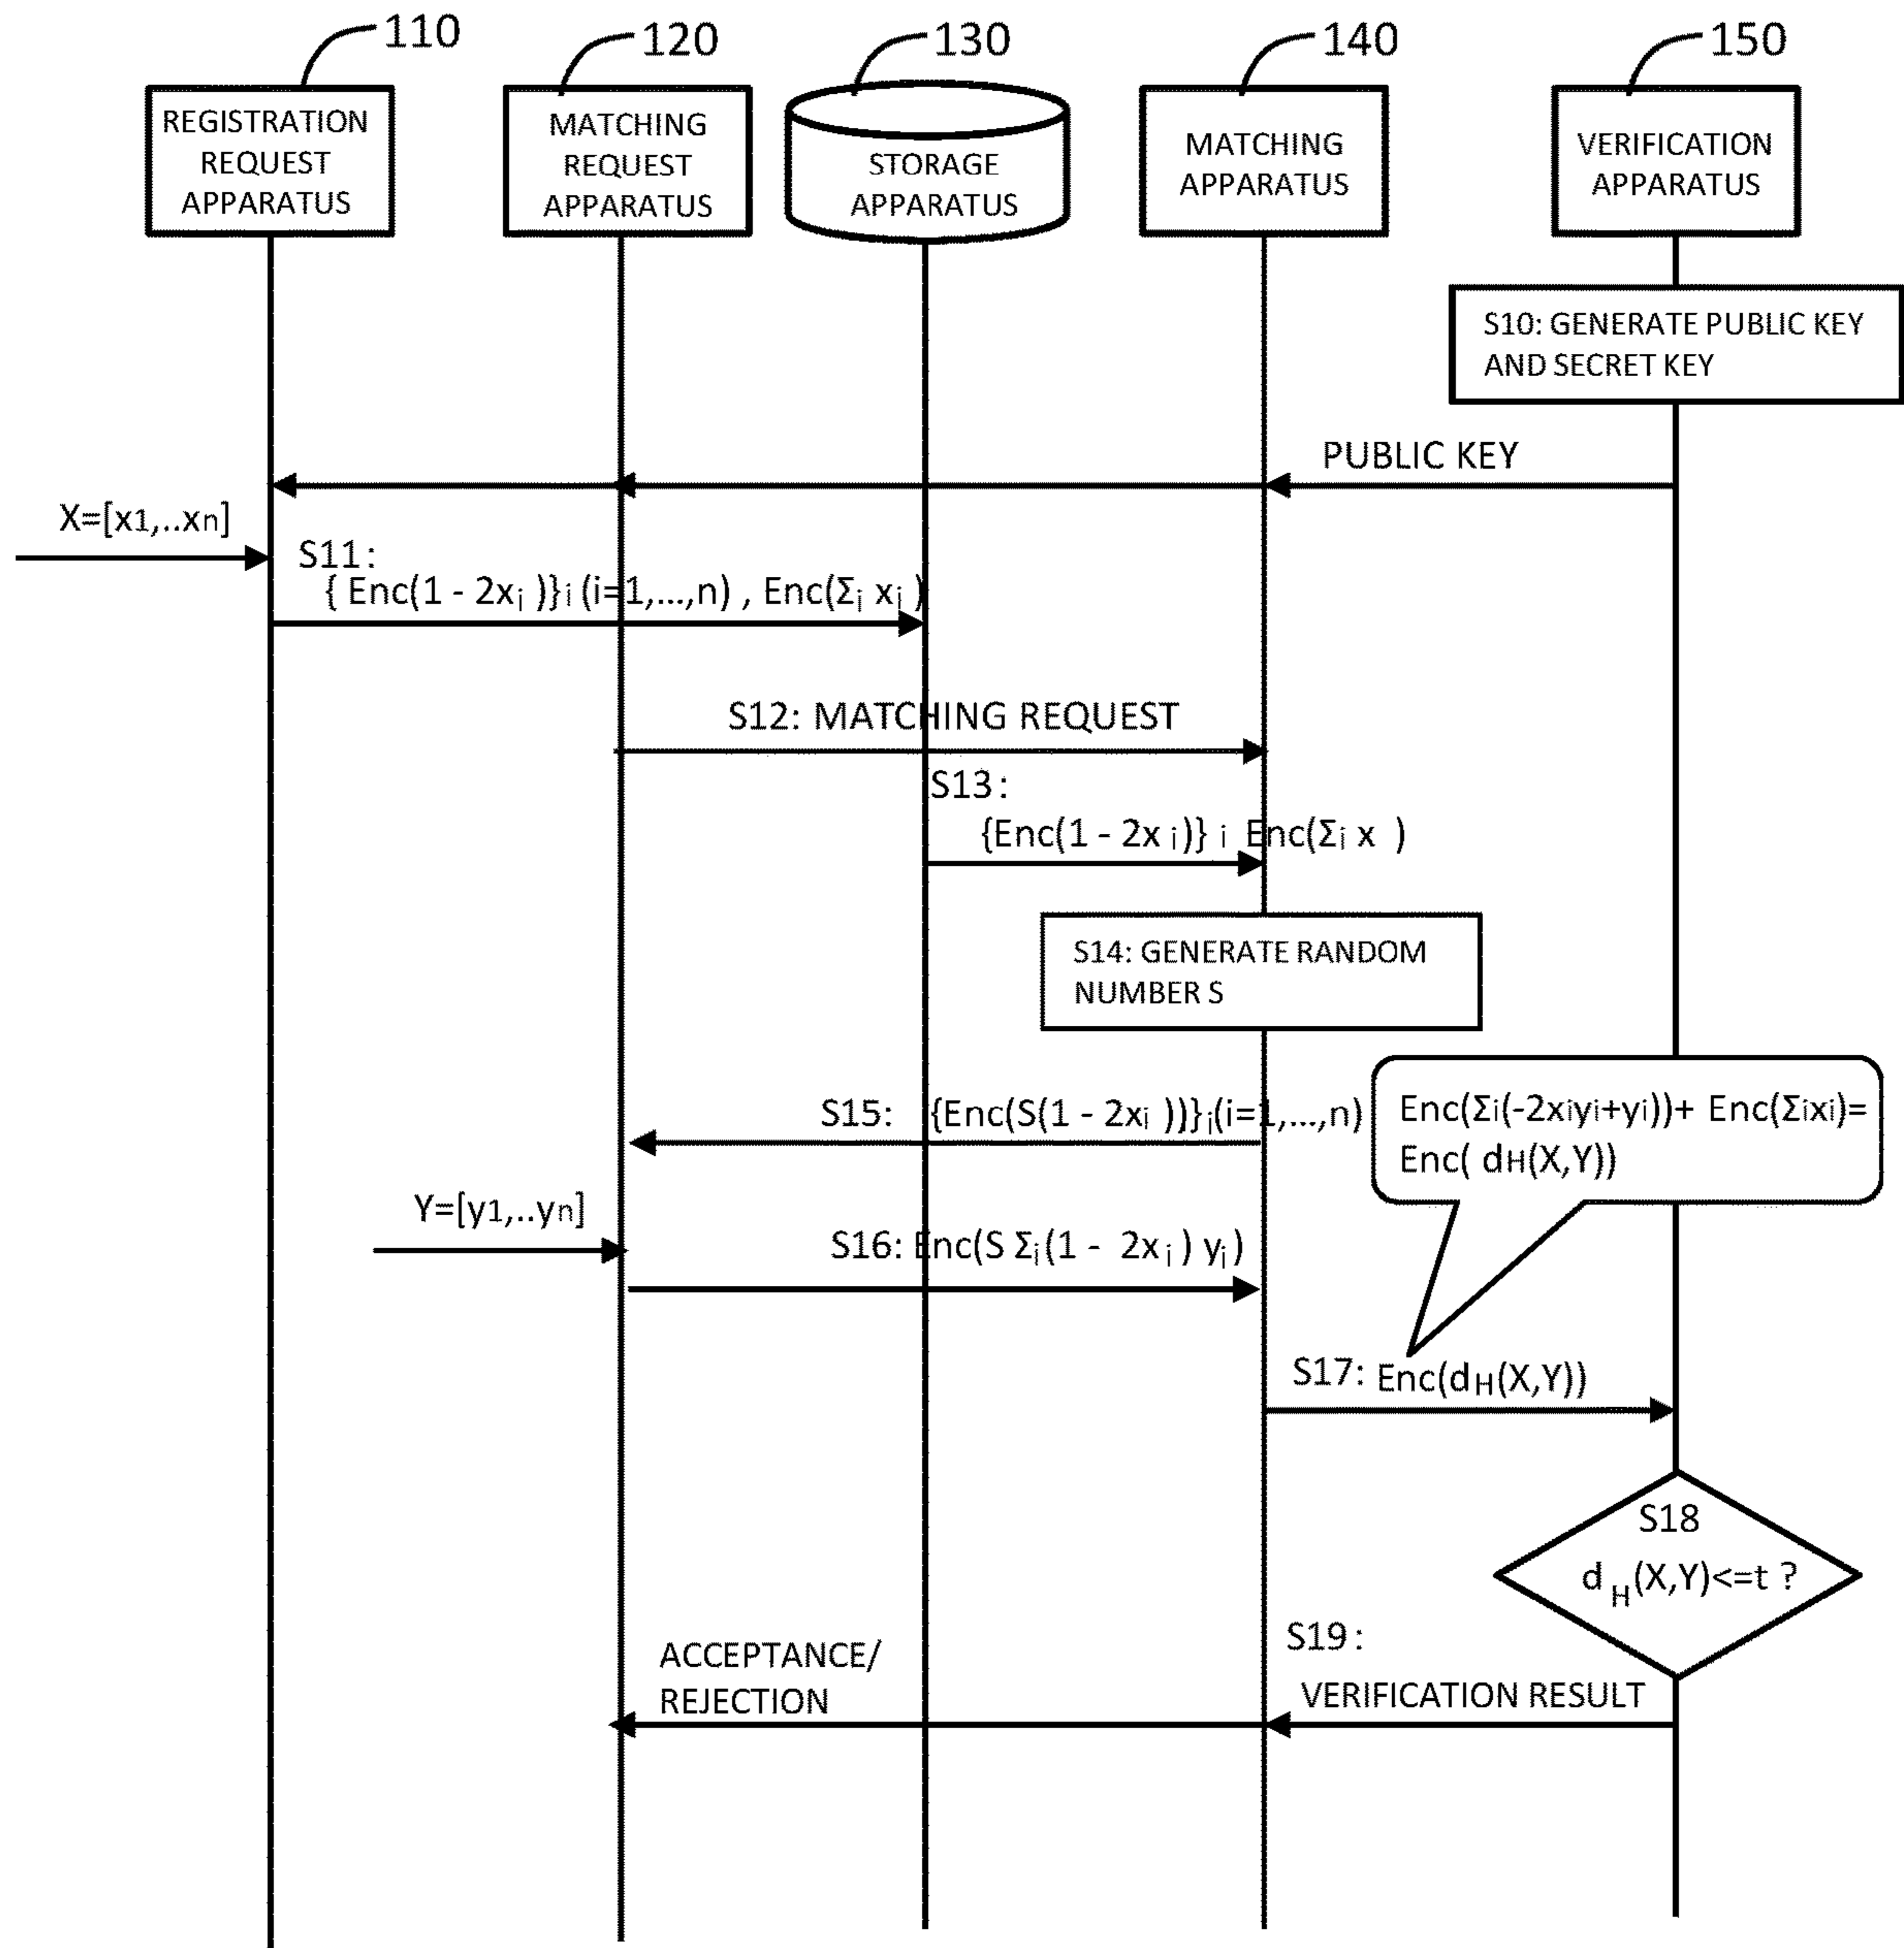 110
120
130
140
150
REGISTRATION
REQUEST
APPARATUS
MATCHING
REQUEST
APPARATUS
STORAGE
APPARATUS
MATCHING
APPARATUS
VERIFICATION
APPARATUS
S10: GENERATE PUBLIC KEY
AND SECRET KEY
PUBLIC KEY
X=[x1,..xn]
S11:
{ Enc(1 - 2xi )}i (i=1,...,n) , Enc(Σi xi )
S12: MATCHING REQUEST
S13:
{Enc(1 - 2x i)} i Enc(Σi x )
S14: GENERATE RANDOM
NUMBER S
S15: {Enc(S(1 - 2xi ))}i(i=1,...,n)
Enc(Σi(-2xiyi+yi))+ Enc(Σixi)=
Enc( dH(X,Y))
Y=[y1,..yn]
S16: Enc(S Σi(1 - 2x i ) yi)
S17: Enc(dH(X,Y))
S18
d H(X,Y)<=t ?
S19:
ACCEPTANCE/
REJECTION
VERIFICATION RESULT